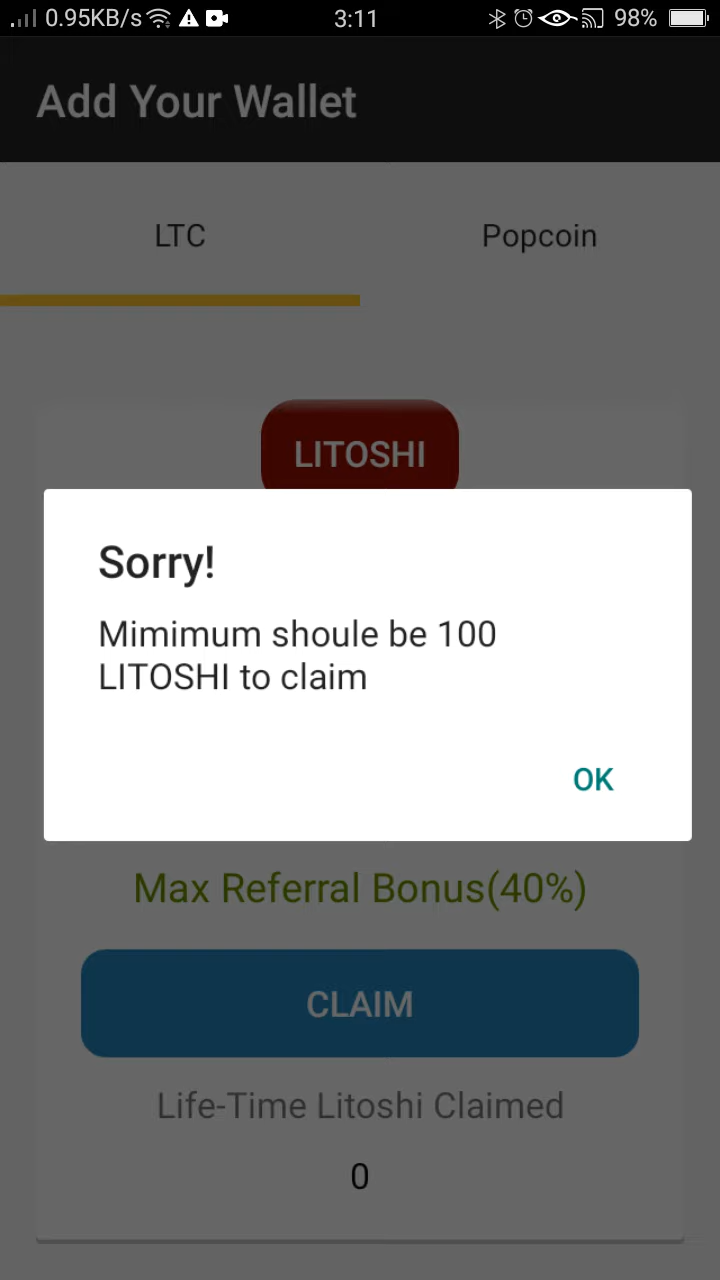 0.95KB/s 3:11 98%
Add Your Wallet
LTC Popcoin
LITOSHI
Sorry!
Mimimum shoule be 100
LITOSHI to claim
OK
Max Referral Bonus(40%)
CLAIM
Life-Time Litoshi Claimed
0